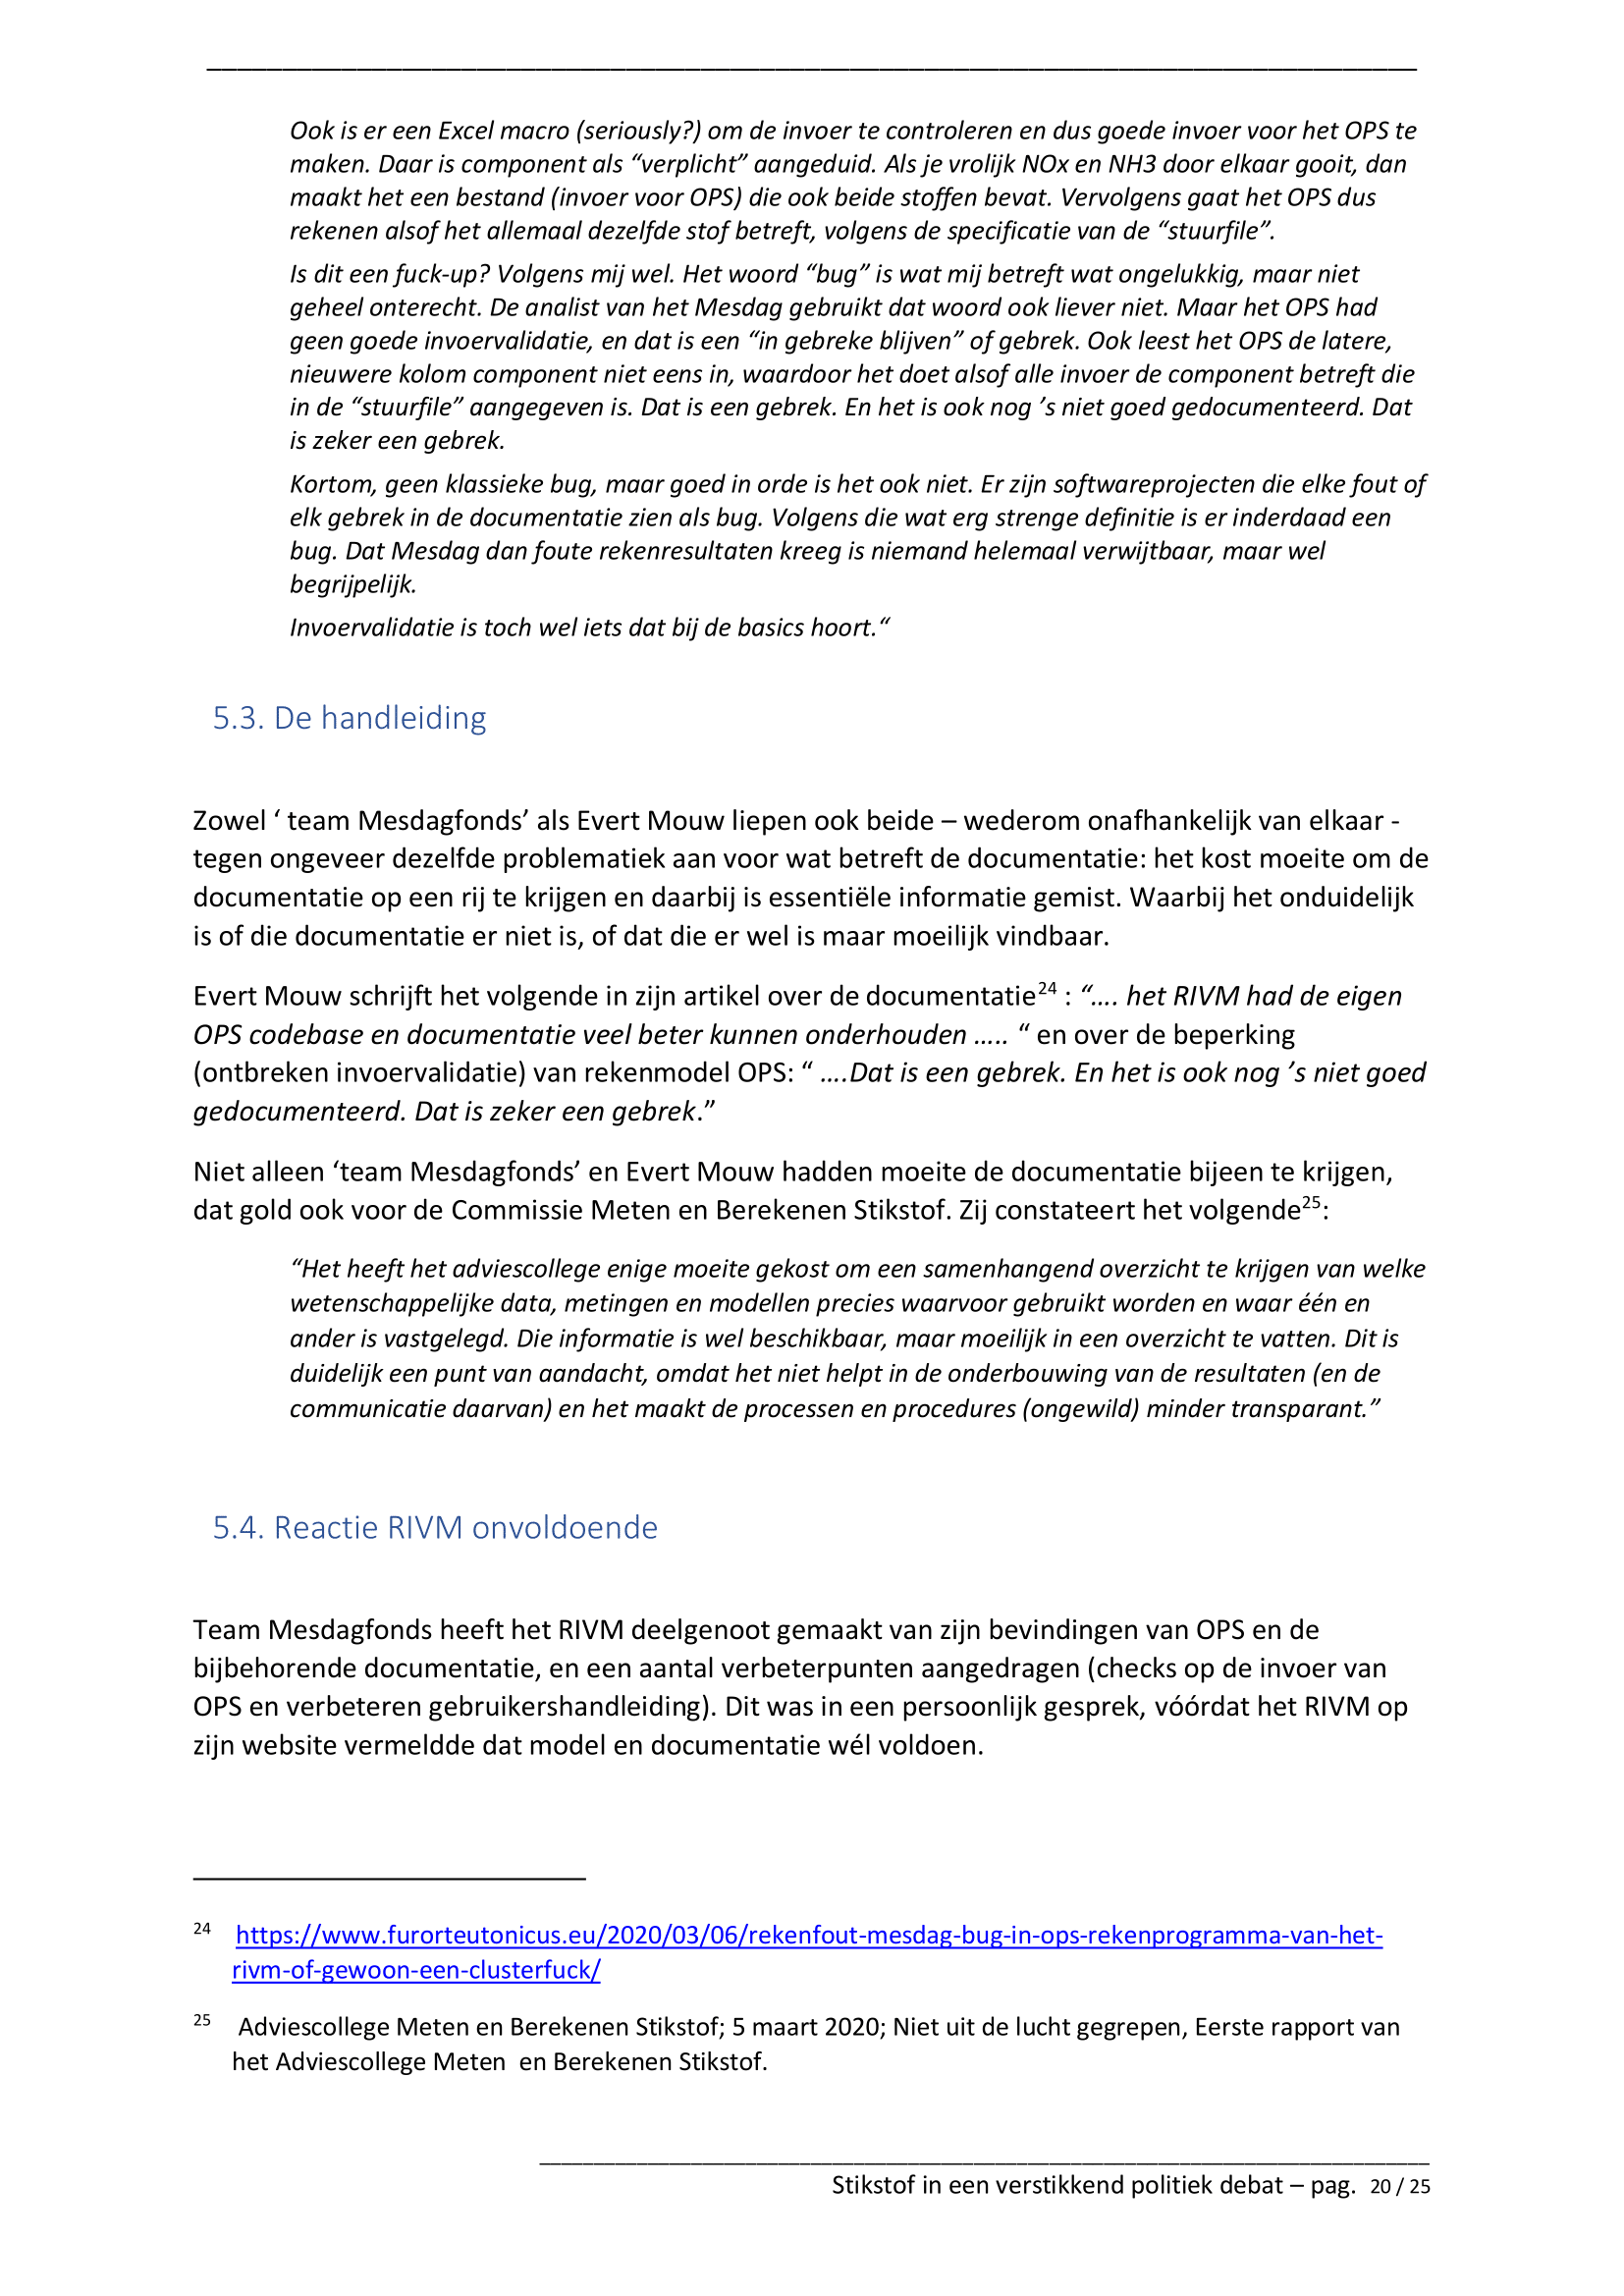 Ook is er een Excel macro (seriously?) om de invoer te controleren en dus goede invoer voor het OPS te
maken. Daar is component als “verplicht” aangeduid. Als je vrolijk NOx en NH3 door elkaar gooit, dan
maakt het een bestand (invoer voor OPS) die ook beide stoffen bevat. Vervolgens gaat het OPS dus
rekenen alsof het allemaal dezelfde stof betreft, volgens de specificatie van de “stuurfile”.
Is dit een fuck-up? Volgens mij wel. Het woord “bug” is wat mij betreft wat ongelukkig, maar niet
geheel onterecht. De analist van het Mesdag gebruikt dat woord ook liever niet. Maar het OPS had
geen goede invoervalidatie, en dat is een “in gebreke blijven” of gebrek. Ook leest het OPS de latere,
nieuwere kolom component niet eens in, waardoor het doet alsof alle invoer de component betreft die
in de “stuurfile” aangegeven is. Dat is een gebrek. En het is ook nog ’s niet goed gedocumenteerd. Dat
is zeker een gebrek.
Kortom, geen klassieke bug, maar goed in orde is het ook niet. Er zijn softwareprojecten die elke fout of
elk gebrek in de documentatie zien als bug. Volgens die wat erg strenge definitie is er inderdaad een
bug. Dat Mesdag dan foute rekenresultaten kreeg is niemand helemaal verwijtbaar, maar wel
begrijpelijk.
Invoervalidatie is toch wel iets dat bij de basics hoort.“
5.3. De handleiding
Zowel ‘ team Mesdagfonds’ als Evert Mouw liepen ook beide – wederom onafhankelijk van elkaar -
tegen ongeveer dezelfde problematiek aan voor wat betreft de documentatie: het kost moeite om de
documentatie op een rij te krijgen en daarbij is essentiële informatie gemist. Waarbij het onduidelijk
is of die documentatie er niet is, of dat die er wel is maar moeilijk vindbaar.
Evert Mouw schrijft het volgende in zijn artikel over de documentatie24 : “…. het RIVM had de eigen
OPS codebase en documentatie veel beter kunnen onderhouden ….. “ en over de beperking
(ontbreken invoervalidatie) van rekenmodel OPS: “ ….Dat is een gebrek. En het is ook nog ’s niet goed
gedocumenteerd. Dat is zeker een gebrek.”
Niet alleen ‘team Mesdagfonds’ en Evert Mouw hadden moeite de documentatie bijeen te krijgen,
dat gold ook voor de Commissie Meten en Berekenen Stikstof. Zij constateert het volgende25:
“Het heeft het adviescollege enige moeite gekost om een samenhangend overzicht te krijgen van welke
wetenschappelijke data, metingen en modellen precies waarvoor gebruikt worden en waar één en
ander is vastgelegd. Die informatie is wel beschikbaar, maar moeilijk in een overzicht te vatten. Dit is
duidelijk een punt van aandacht, omdat het niet helpt in de onderbouwing van de resultaten (en de
communicatie daarvan) en het maakt de processen en procedures (ongewild) minder transparant.”
5.4. Reactie RIVM onvoldoende
Team Mesdagfonds heeft het RIVM deelgenoot gemaakt van zijn bevindingen van OPS en de
bijbehorende documentatie, en een aantal verbeterpunten aangedragen (checks op de invoer van
OPS en verbeteren gebruikershandleiding). Dit was in een persoonlijk gesprek, vóórdat het RIVM op
zijn website vermeldde dat model en documentatie wél voldoen.
24 https://www.furorteutonicus.eu/2020/03/06/rekenfout-mesdag-bug-in-ops-rekenprogramma-van-het-
rivm-of-gewoon-een-clusterfuck/
25 Adviescollege Meten en Berekenen Stikstof; 5 maart 2020; Niet uit de lucht gegrepen, Eerste rapport van
het Adviescollege Meten en Berekenen Stikstof.
Stikstof in een verstikkend politiek debat – pag. 20 / 25